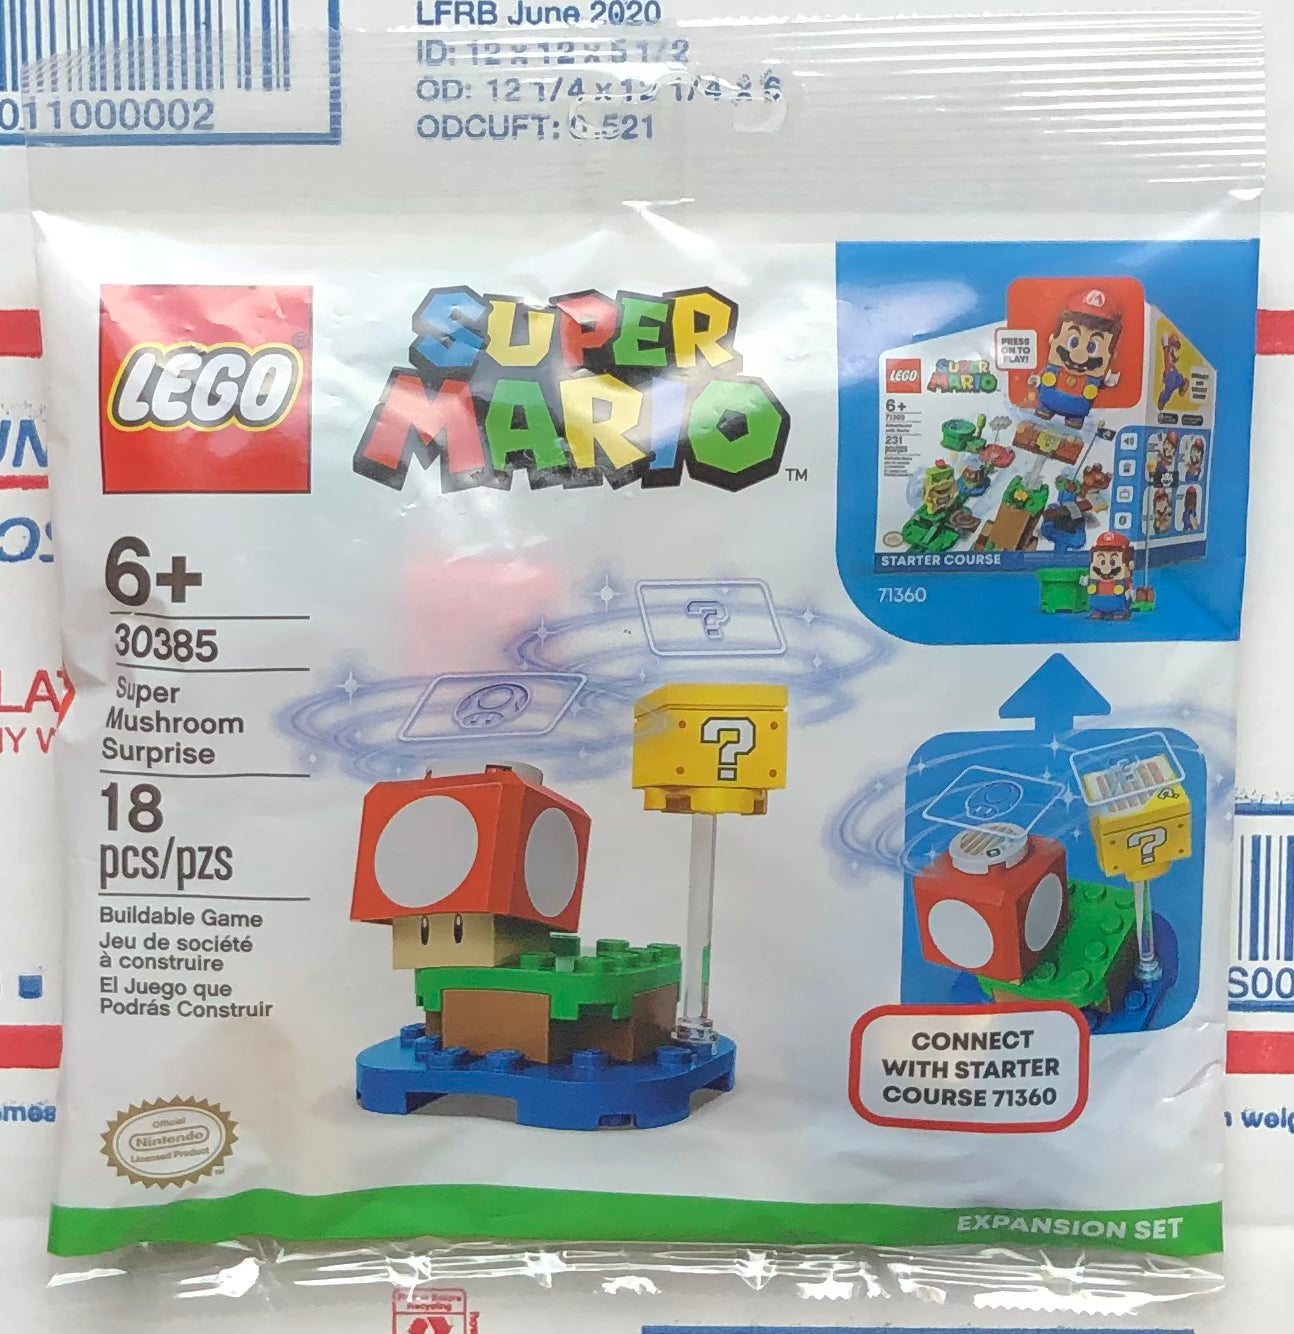 LFRB June 2020
ID: 12 x 12 x 5 1/2
OD: 12 1/4 x 12 1/4 x 6
ODCUFT: 0.521
011000002
LEGO
SUPER
MARIO
TM
6+
30385
Super
Mushroom
Surprise
18
pcs/pzs
Buildable Game
Jeu de société
à construire
El Juego que
Podrás Construir
Official
Nintendo
Licensed Product
PRESS
ON TO
PLAY!
LEGO
SUPER
MARIO
6+
71360
231
pcs/pzs
STARTER COURSE
71360
?
?
CONNECT
WITH STARTER
COURSE 71360
EXPANSION SET
Recycling